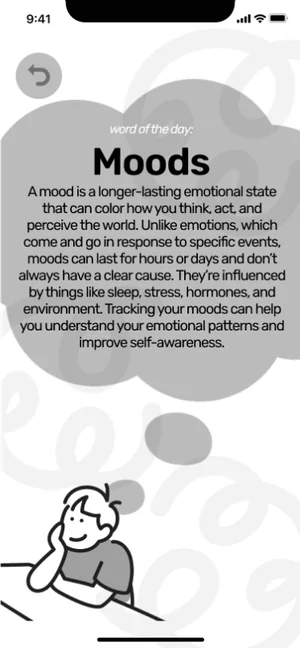 9:41
word of the day:
Moods
A mood is a longer-lasting emotional state
that can color how you think, act, and
perceive the world. Unlike emotions, which
come and go in response to specific events,
moods can last for hours or days and don't
always have a clear cause. They're influenced
by things like sleep, stress, hormones, and
environment. Tracking your moods can help
you understand your emotional patterns and
improve self-awareness.